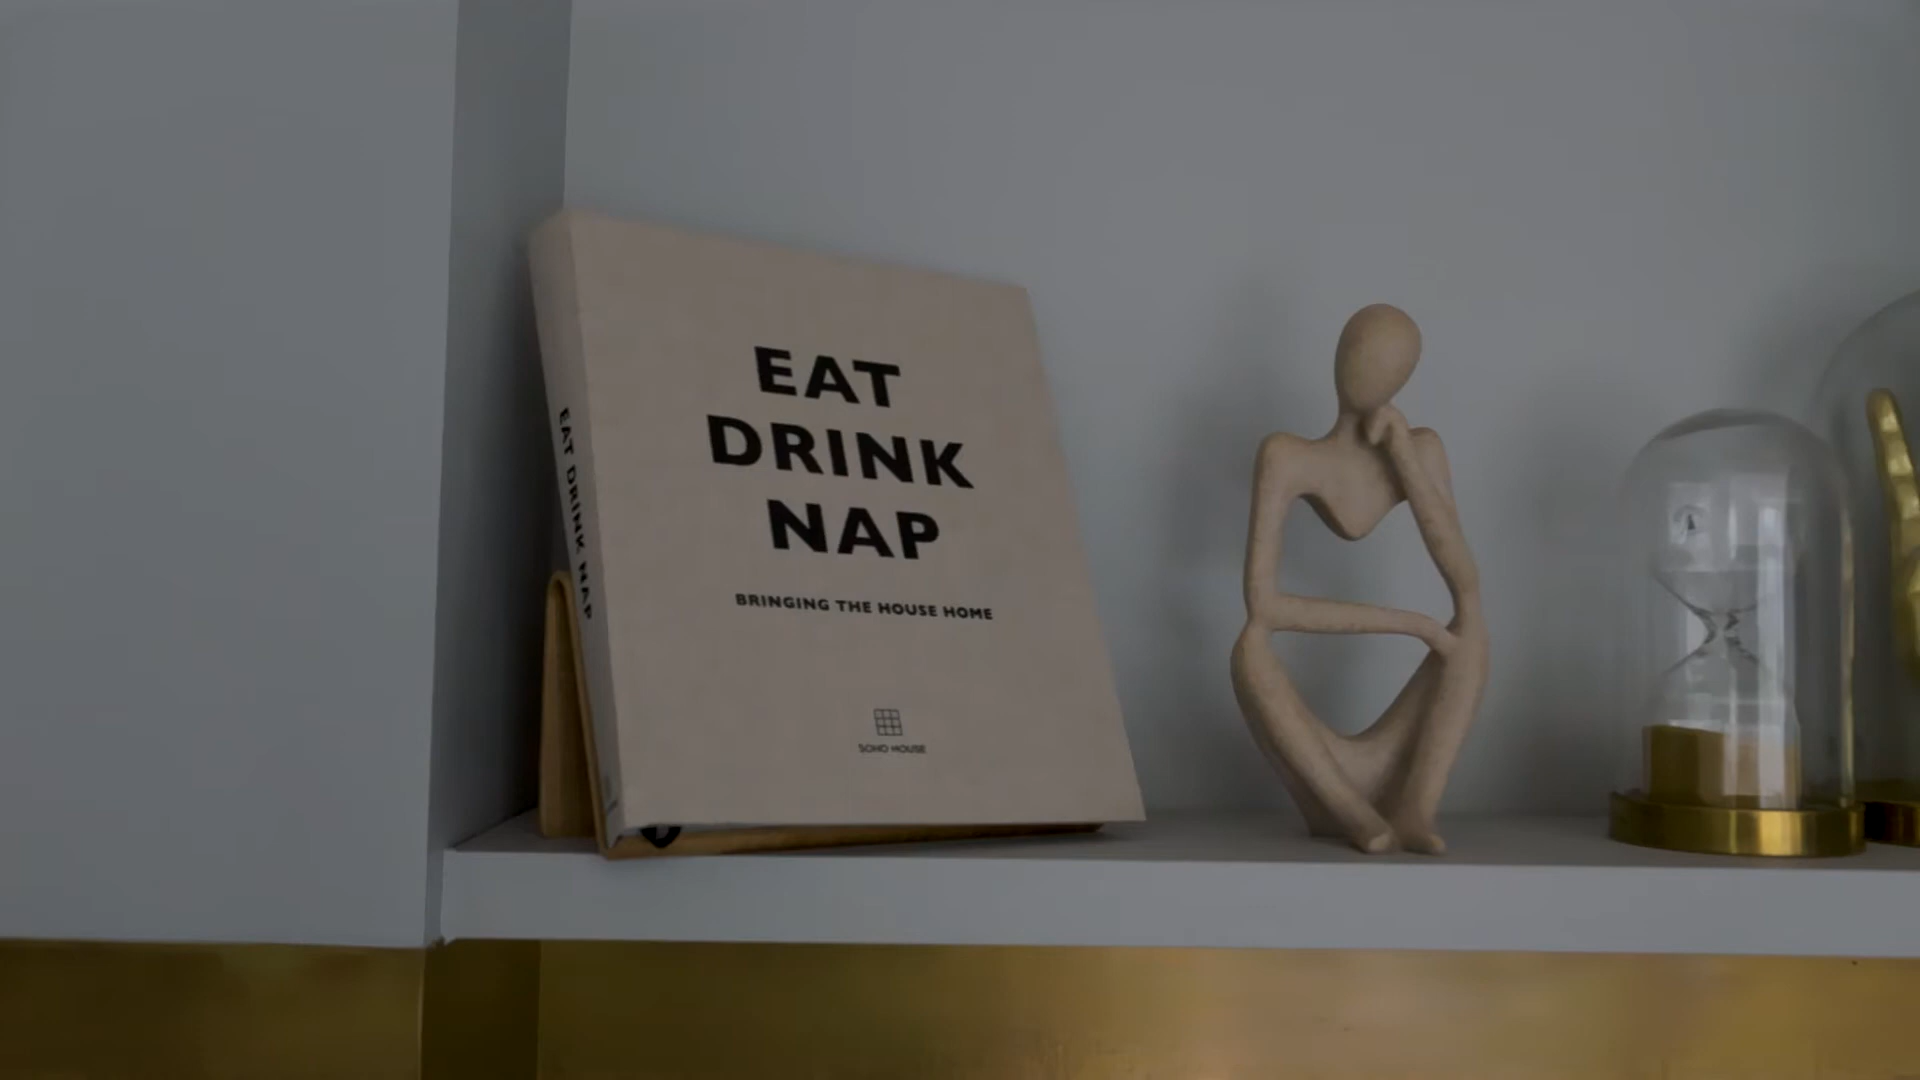 EAT
DRINK
NAP
BRINGING THE HOUSE HOME
SOHO HOUSE
EAT DRINK NAP